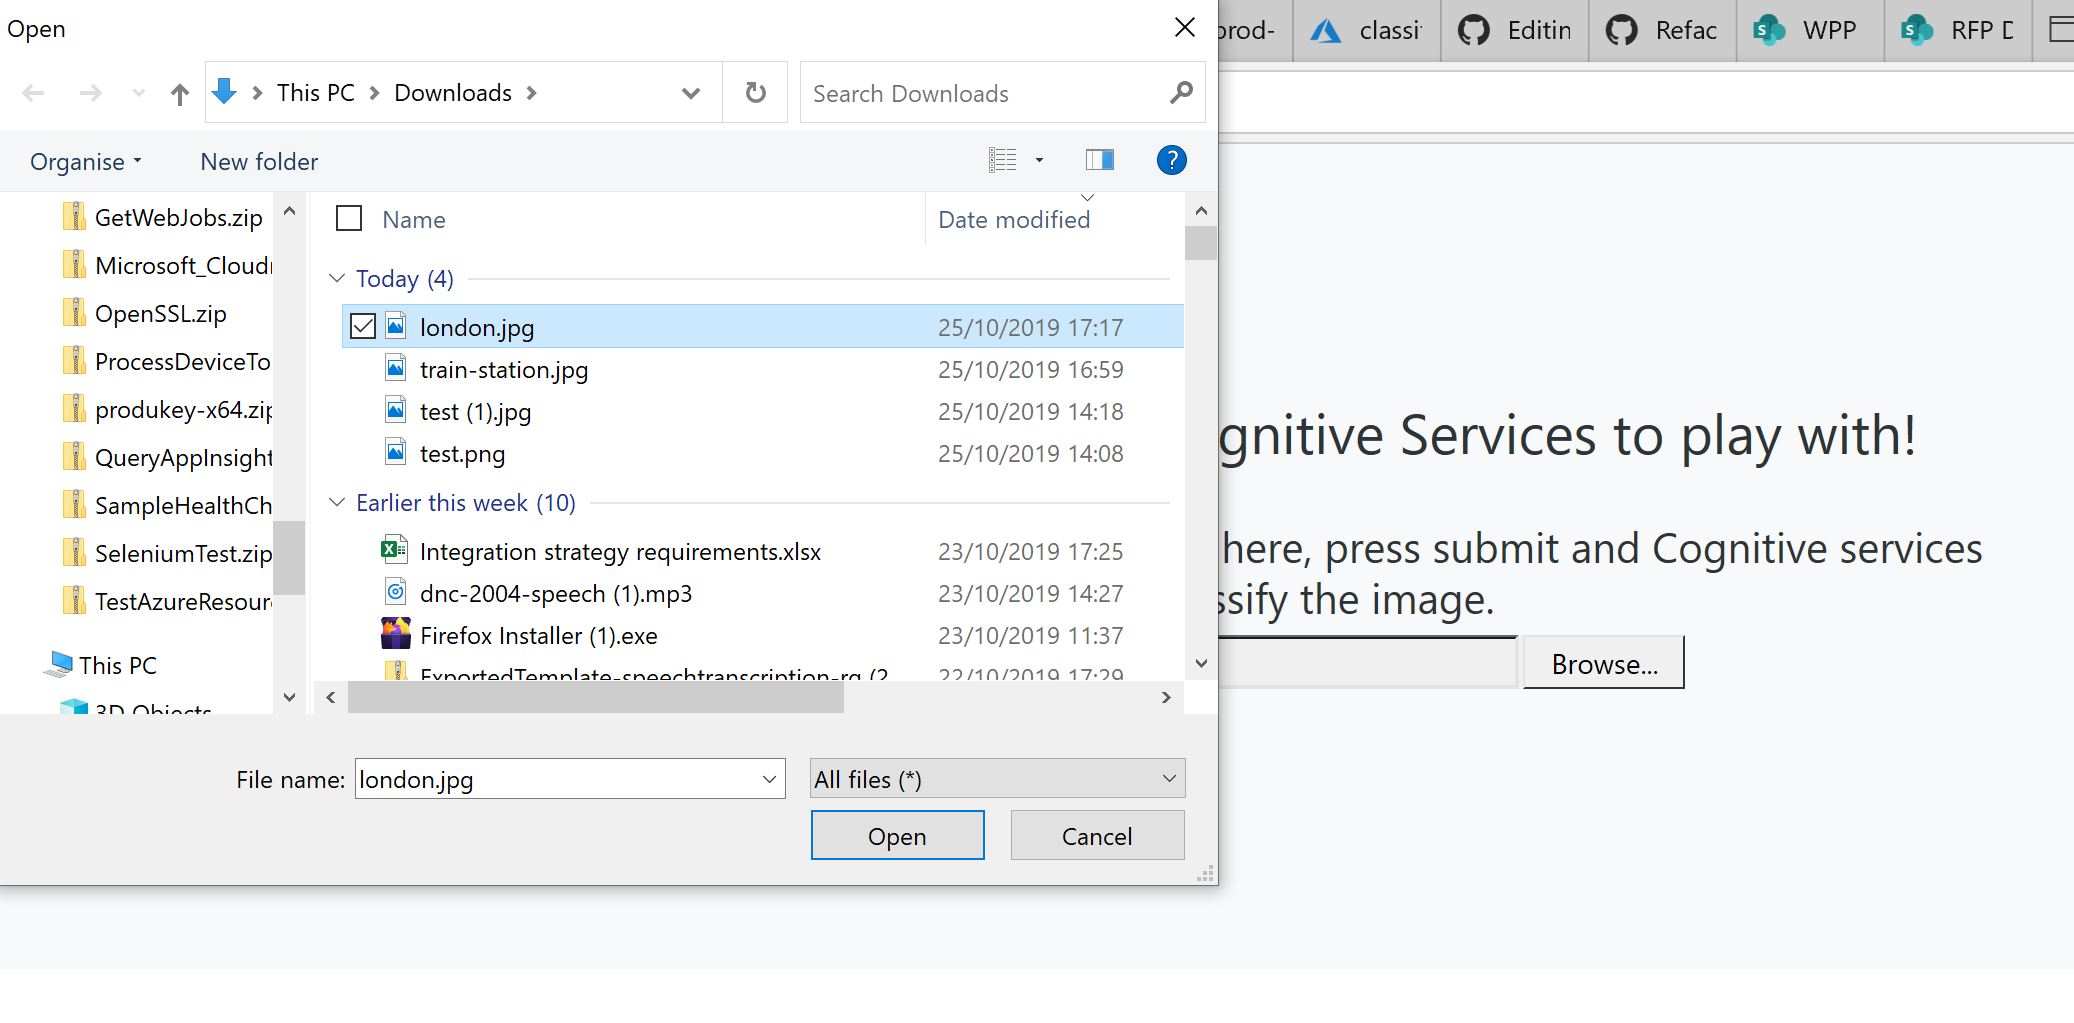 Open
prod-
classi
Editin
Refac
WPP
RFP D
This PC
Downloads
Search Downloads
Organise
New folder
GetWebJobs.zip
Microsoft_Cloud
OpenSSL.zip
ProcessDeviceTo
produkey-x64.zip
QueryAppInsight
SampleHealthCh
SeleniumTest.zip
TestAzureResour
This PC
3D Objects
Name
Date modified
Today (4)
london.jpg 25/10/2019 17:17
train-station.jpg 25/10/2019 16:59
test (1).jpg 25/10/2019 14:18
test.png 25/10/2019 14:08
Earlier this week (10)
Integration strategy requirements.xlsx 23/10/2019 17:25
dnc-2004-speech (1).mp3 23/10/2019 14:27
Firefox Installer (1).exe 23/10/2019 11:37
ExportedTemplate-speechtranscription-rg (2 22/10/2019 17:29
File name: london.jpg
All files (*)
Open
Cancel
gnitive Services to play with!
here, press submit and Cognitive services
ssify the image.
Browse...